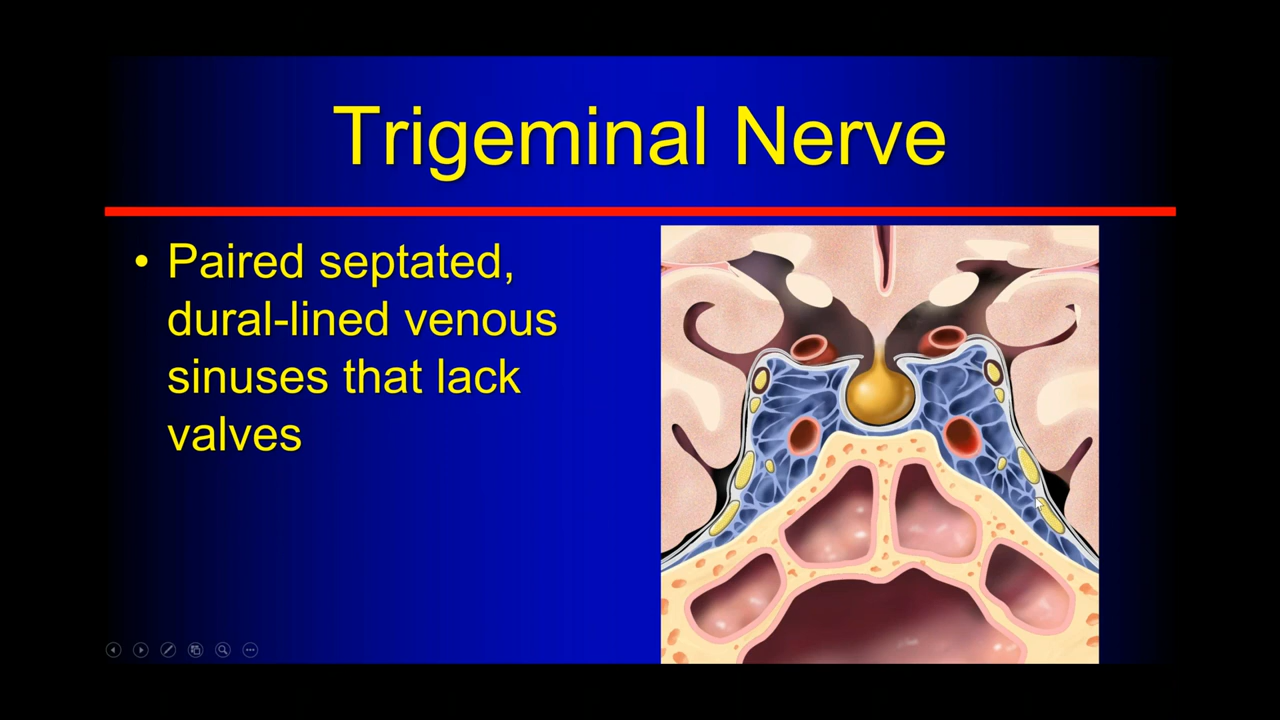 Trigeminal Nerve
• Paired septated,
dural-lined venous
sinuses that lack
valves